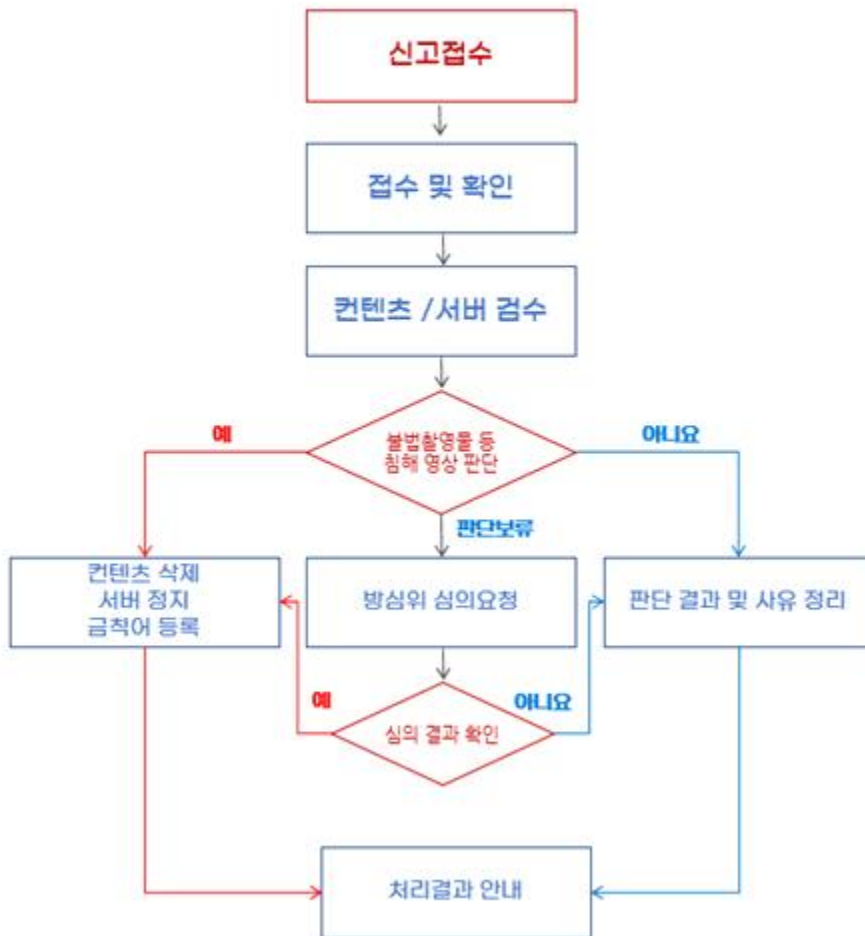 신고접수
접수 및 확인
컨텐츠 /서버 검수
예
불법촬영물 등
침해 영상 판단
아니요
판단보류
컨텐츠 삭제
서버 정지
금칙어 등록
방심위 심의요청
판단 결과 및 사유 정리
예
심의 결과 확인
아니요
처리결과 안내